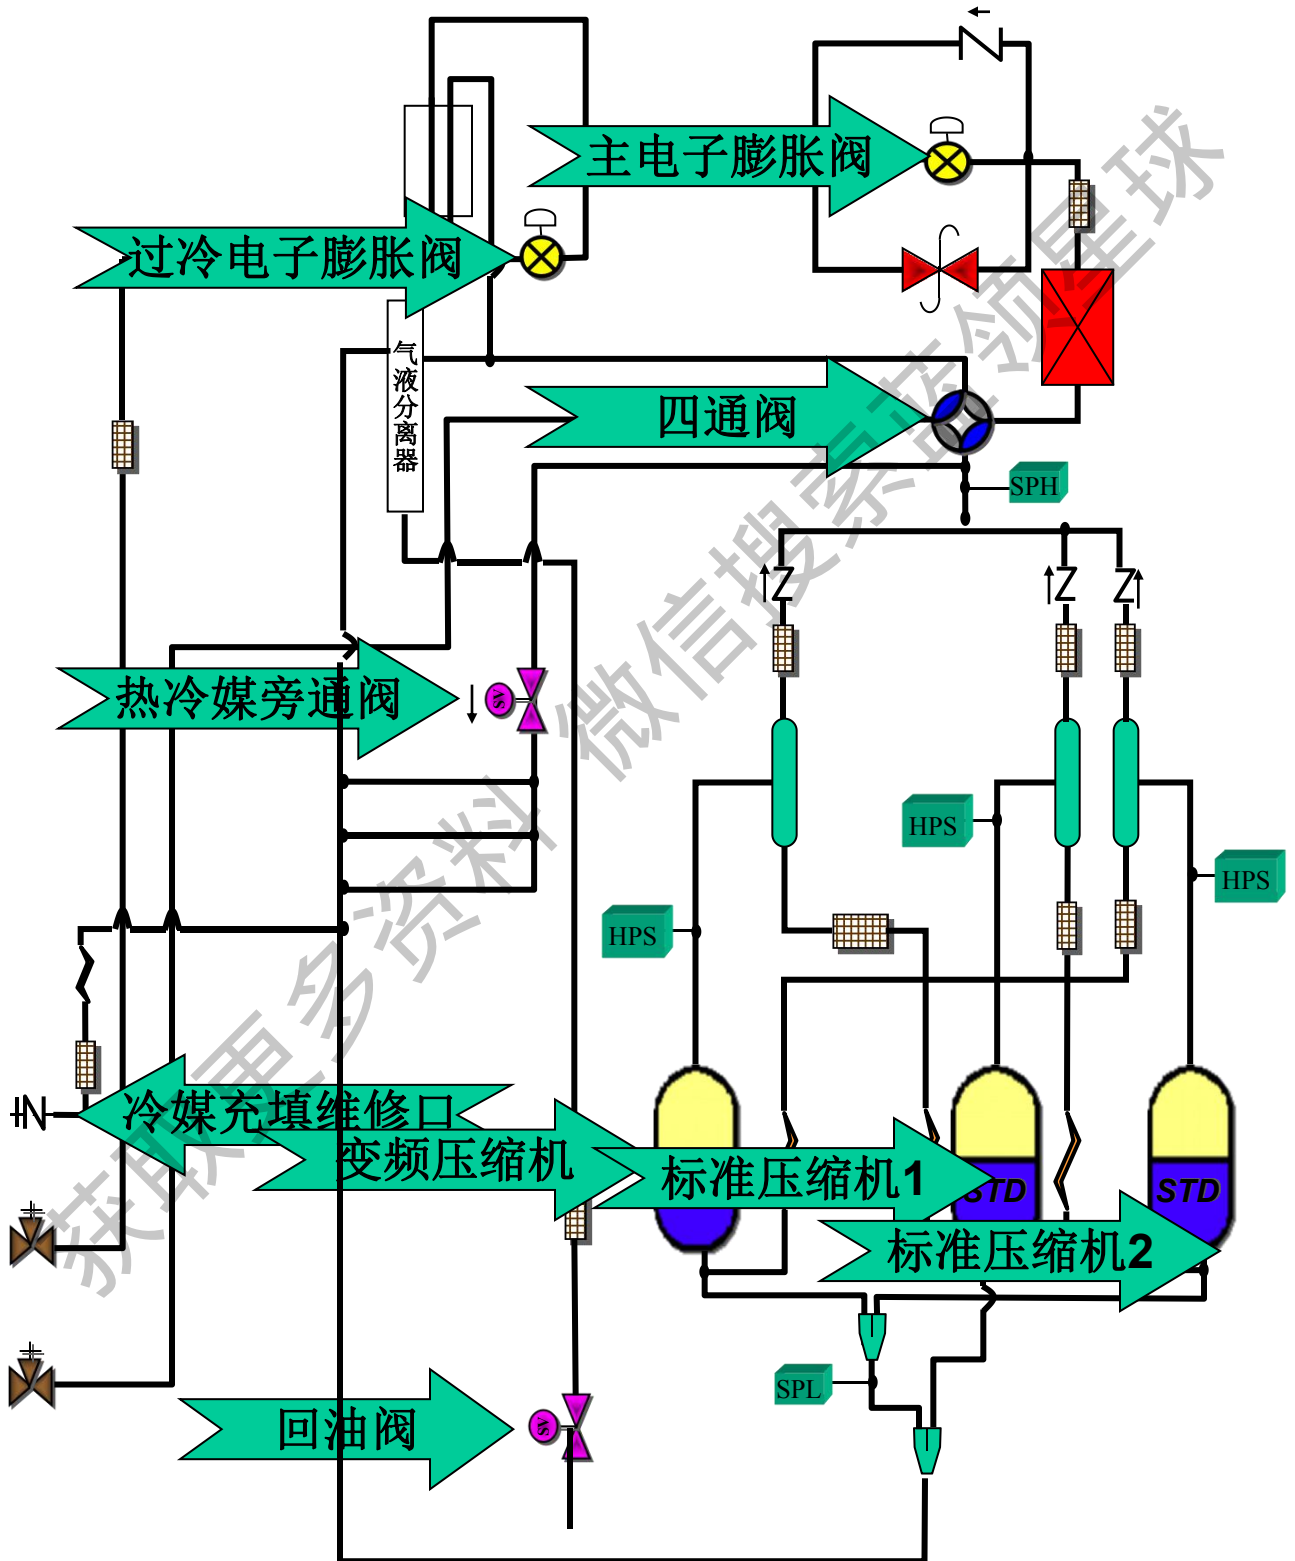 主电子膨胀阀
过冷电子膨胀阀
气液分离器
四通阀
SPH
热冷媒旁通阀
SV
HPS
HPS
HPS
冷媒充填维修口
变频压缩机
标准压缩机1
STD
STD
标准压缩机2
SPL
回油阀
SV
获取更多资料 微信搜索蓝领星球